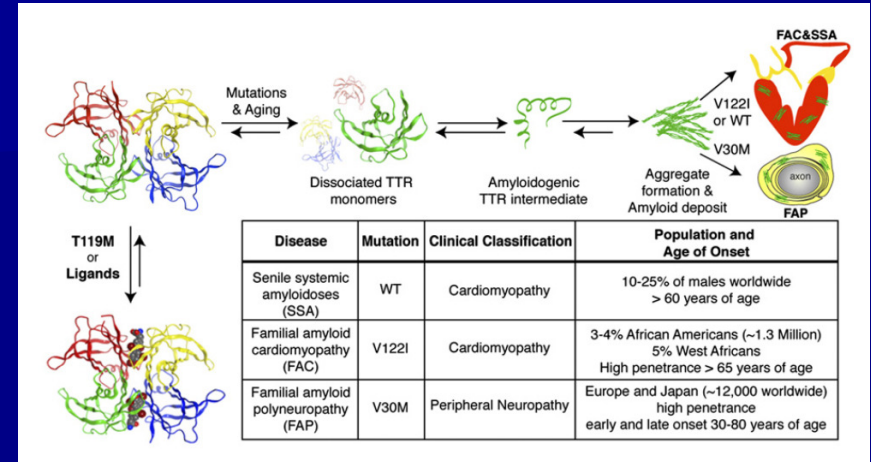 FAC&SSA
Mutations
& Aging
V122I
or WT
V30M
Dissociated TTR
monomers
Amyloidogenic
TTR intermediate
Aggregate
formation &
Amyloid deposit
axon
FAP
T119M
or
Ligands
Disease
Mutation
Clinical Classification
Population and
Age of Onset
Senile systemic
amyloidoses
(SSA)
WT
Cardiomyopathy
10-25% of males worldwide
> 60 years of age
Familial amyloid
cardiomyopathy
(FAC)
V122I
Cardiomyopathy
3-4% African Americans (~1.3 Million)
5% West Africans
High penetrance > 65 years of age
Familial amyloid
polyneuropathy
(FAP)
V30M
Peripheral Neuropathy
Europe and Japan (~12,000 worldwide)
high penetrance
early and late onset 30-80 years of age